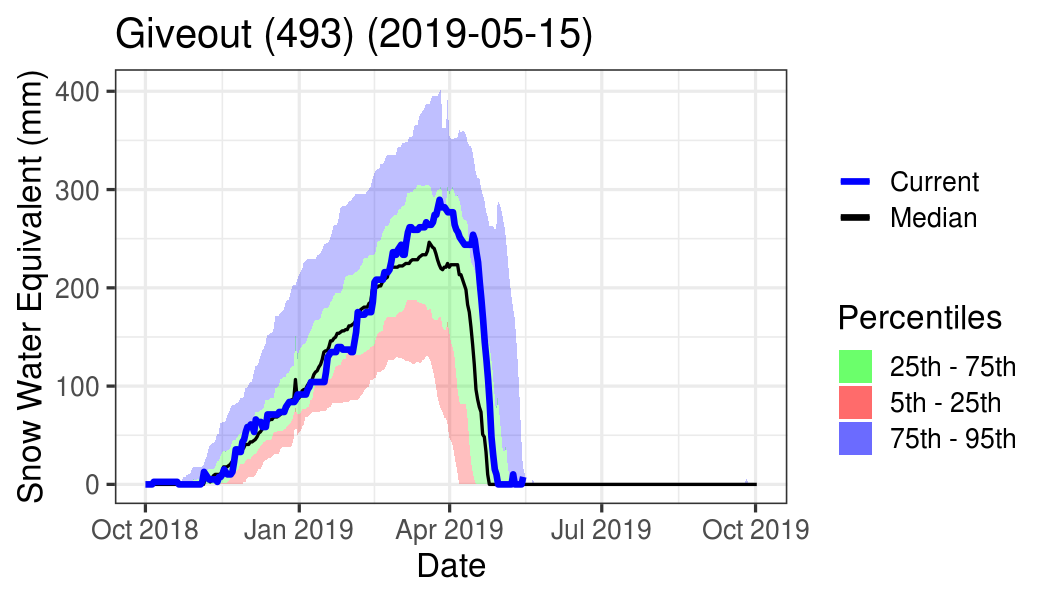 Giveout (493) (2019-05-15)
Snow Water Equivalent (mm)
400
300
200
100
0
Oct 2018
Jan 2019
Apr 2019
Jul 2019
Oct 2019
Date
Current
Median
Percentiles
25th - 75th
5th - 25th
75th - 95th